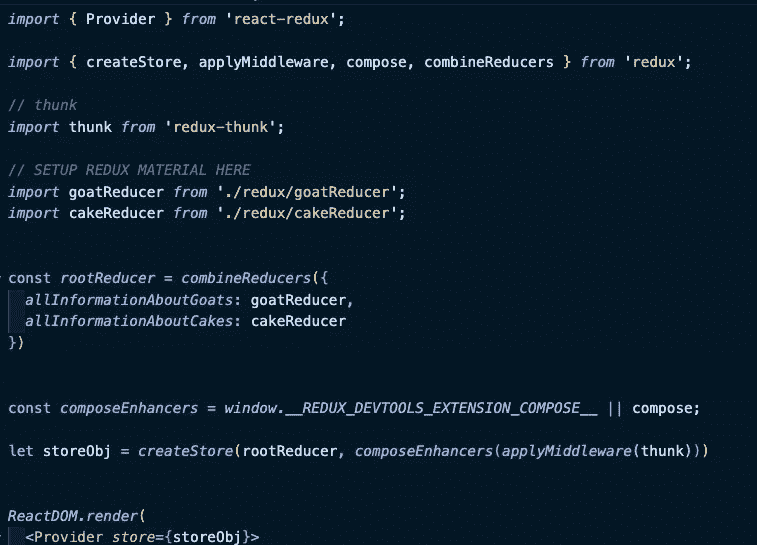 import { Provider } from 'react-redux';
import { createStore, applyMiddleware, compose, combineReducers } from 'redux';
// thunk
import thunk from 'redux-thunk';
// SETUP REDUX MATERIAL HERE
import goatReducer from './redux/goatReducer';
import cakeReducer from './redux/cakeReducer';
const rootReducer = combineReducers({
  allInformationAboutGoats: goatReducer,
  allInformationAboutCakes: cakeReducer
})
const composeEnhancers = window.__REDUX_DEVTOOLS_EXTENSION_COMPOSE__ || compose;
let storeObj = createStore(rootReducer, composeEnhancers(applyMiddleware(thunk)))
ReactDOM.render(
  <Provider store={storeObj}>